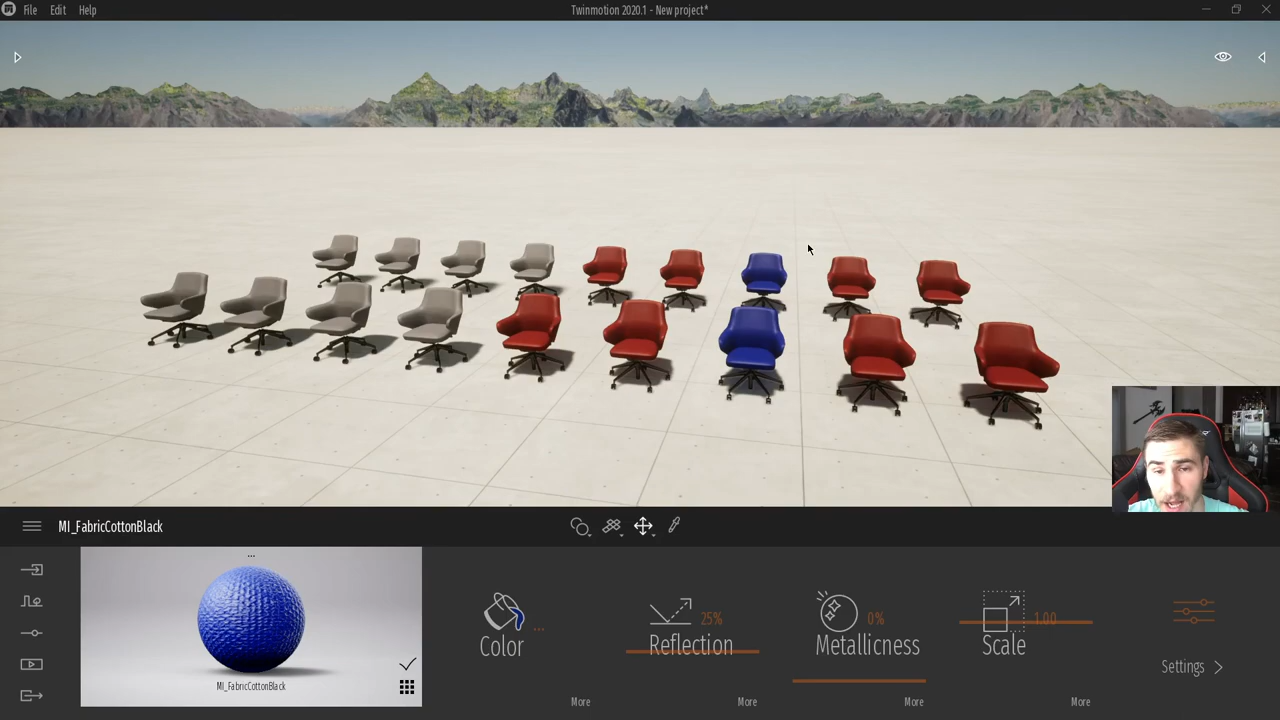 File Edit Help
Twinmotion 2020.1 - New project*
MI_FabricCottonBlack
...
MI_FabricCottonBlack
Color ...
More
25%
Reflection
More
0%
Metallicness
More
1.00
Scale
More
Settings